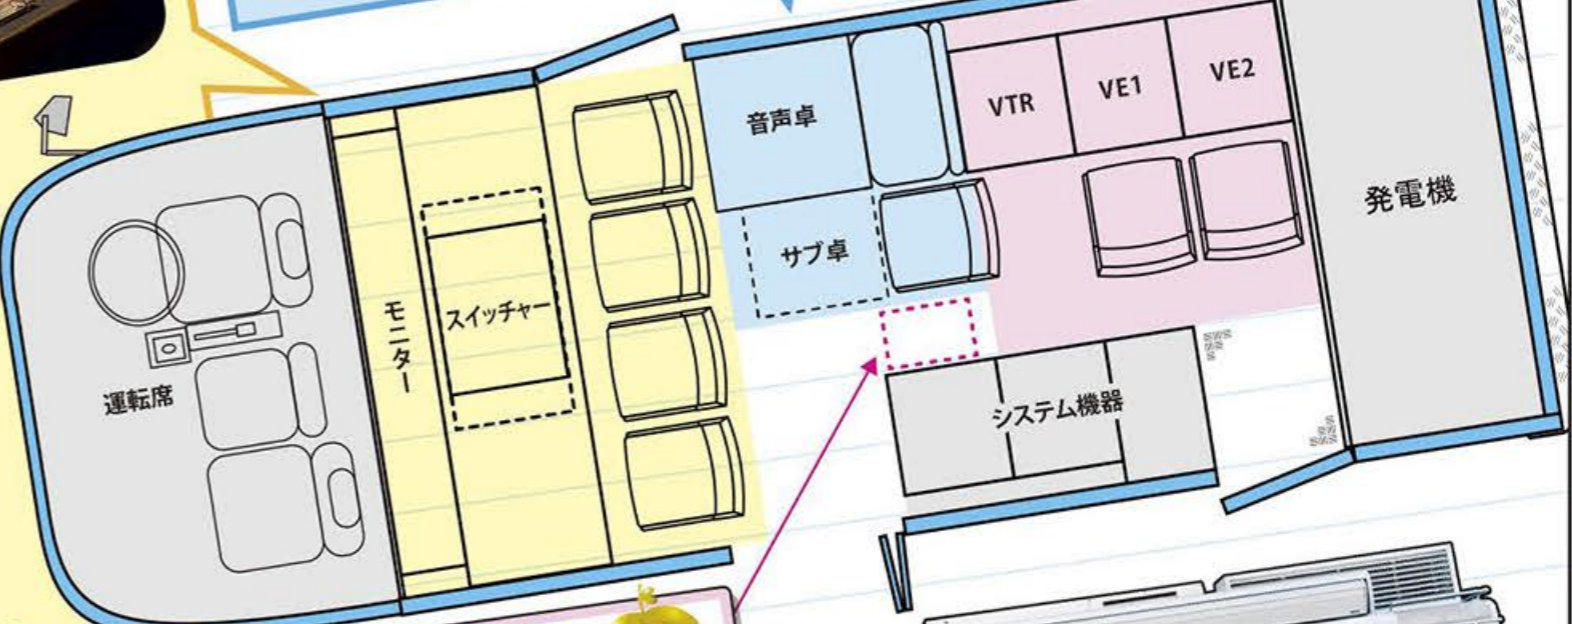 運転席
モニター
スイッチャー
音声卓
サブ卓
VTR
VE1
VE2
システム機器
発電機